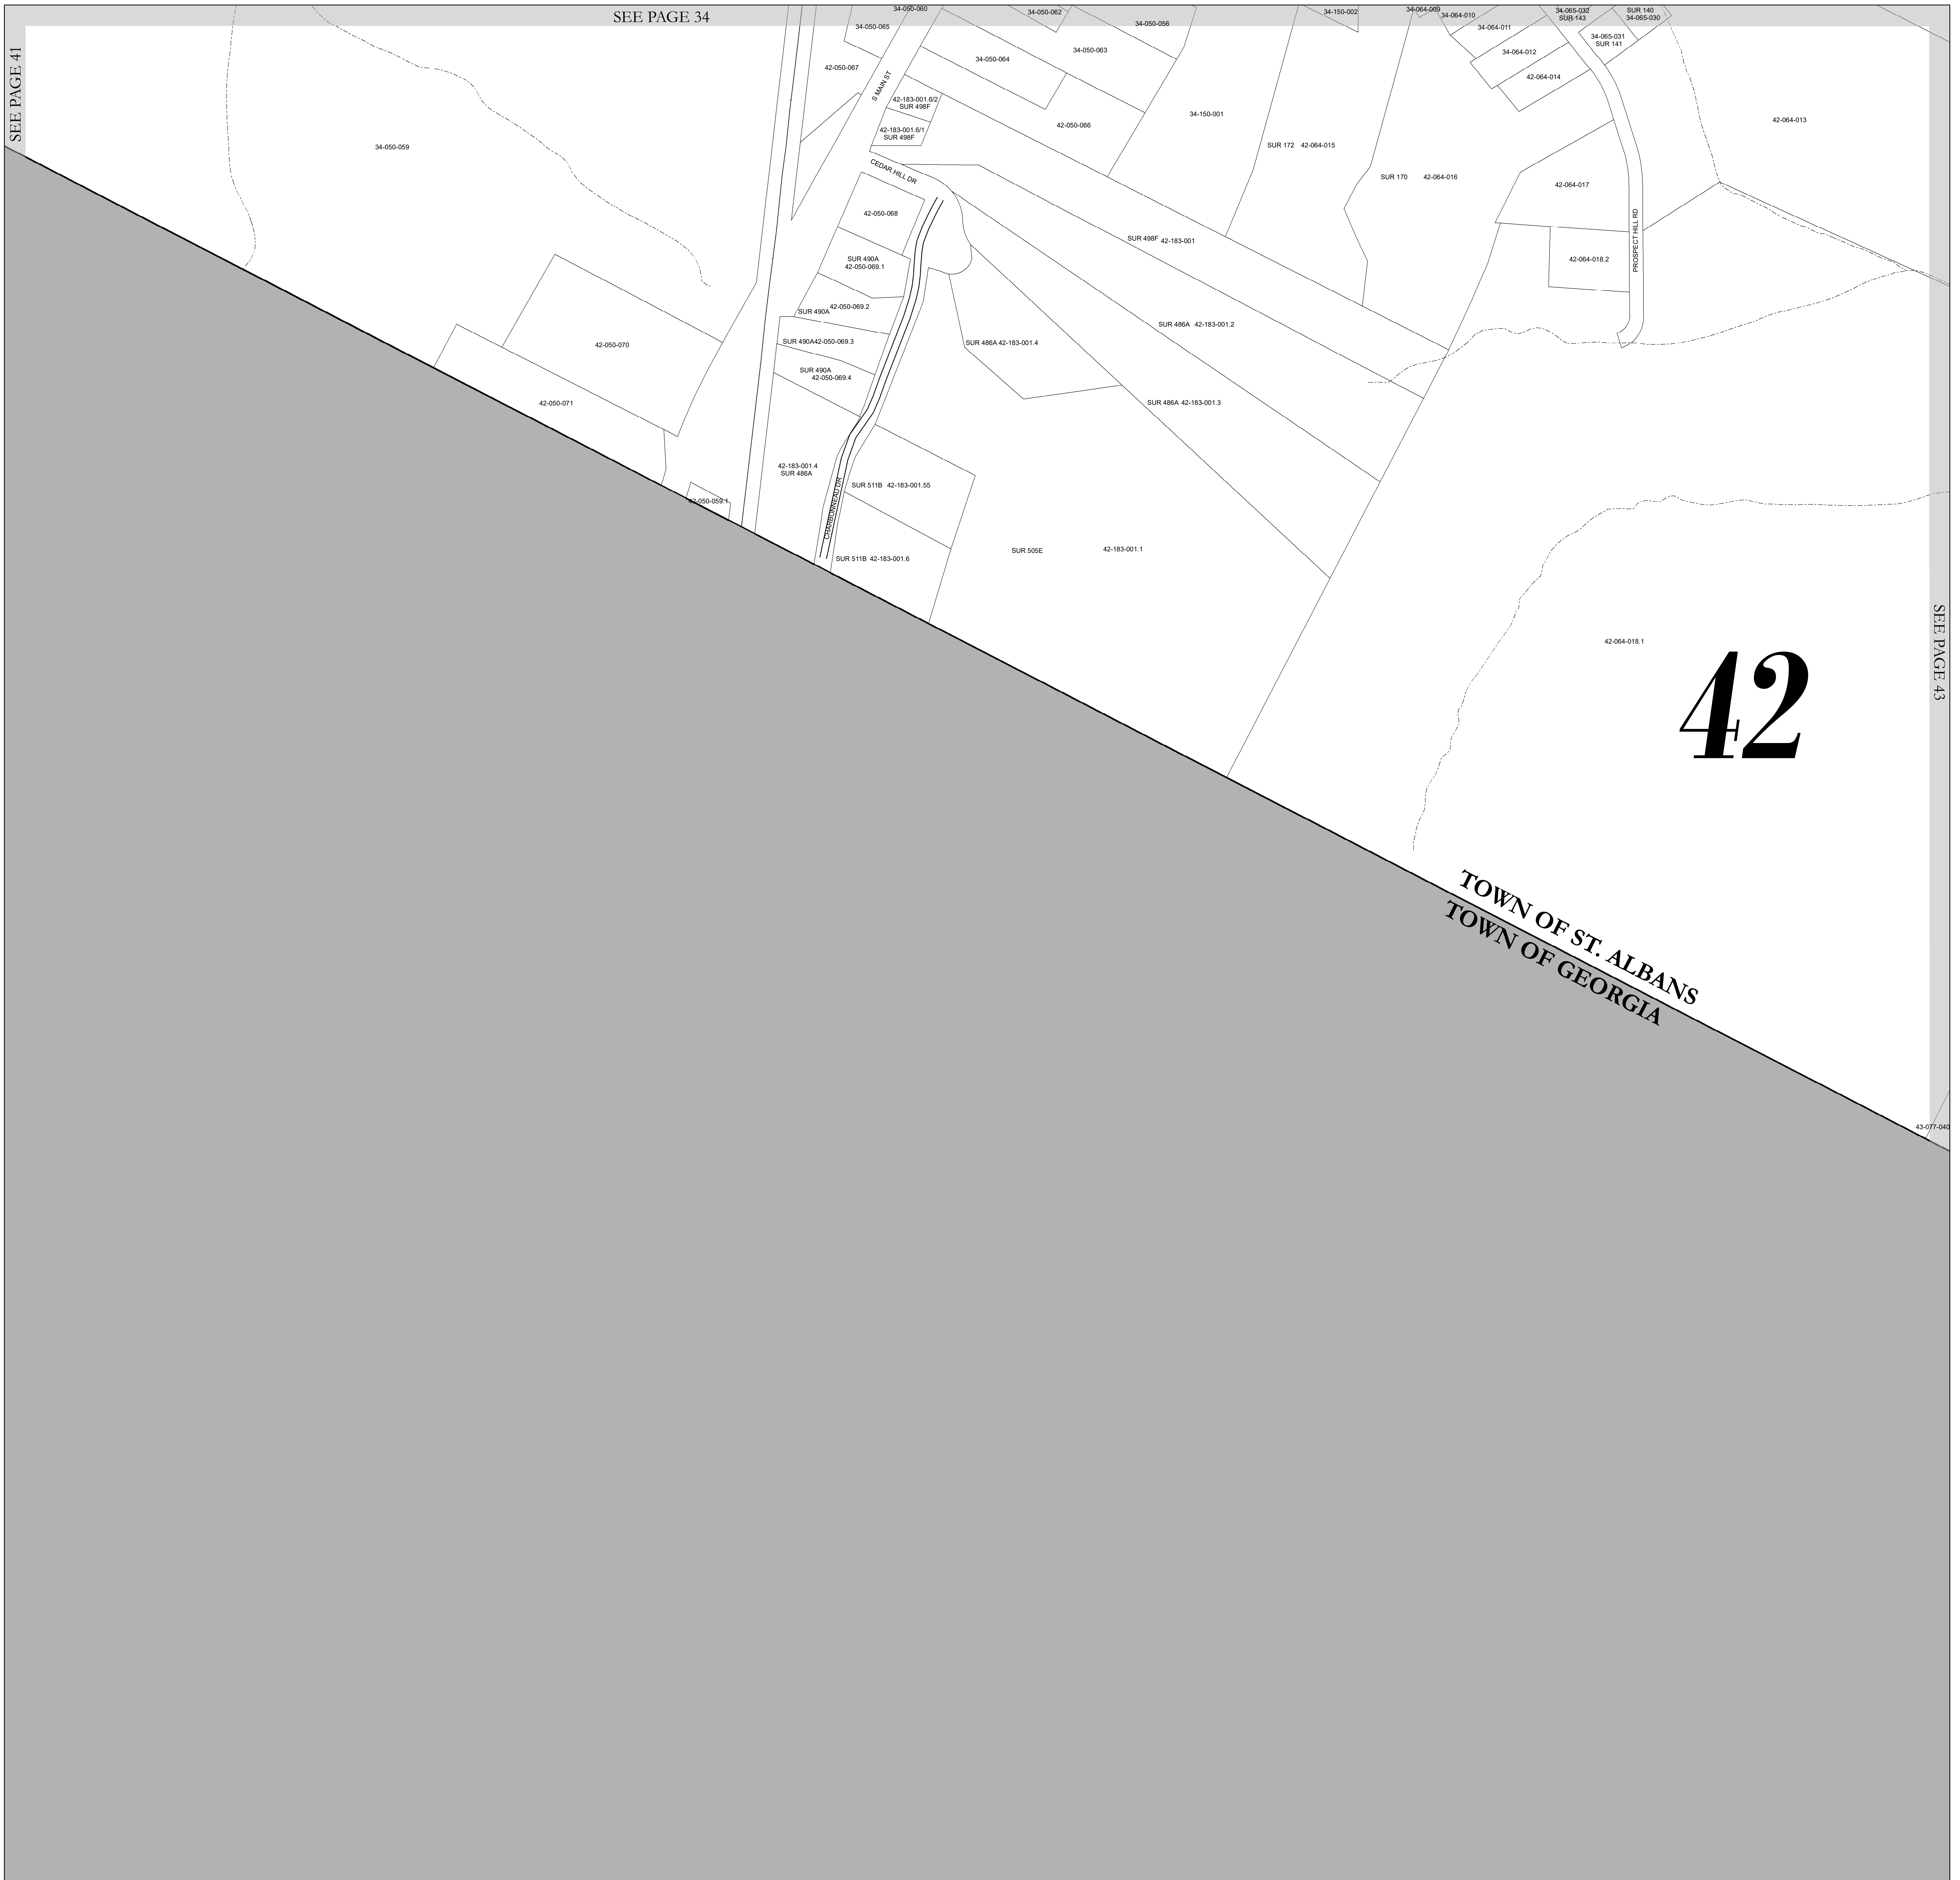 SEE PAGE 34
SEE PAGE 41
34-050-060
34-050-062
34-150-002
34-064-009
34-064-010
34-065-032
SUR 143
SUR 140
34-065-030
34-050-065
34-050-056
34-064-011
34-065-031
SUR 141
34-050-063
34-064-012
34-050-064
42-050-067
42-064-014
S MAIN ST
42-183-001.6/2
SUR 498F
34-150-001
42-064-013
42-050-066
42-183-001.6/1
SUR 498F
34-050-059
SUR 172 42-064-015
CEDAR HILL DR
SUR 170 42-064-016
42-064-017
42-050-068
PROSPECT HILL RD
SUR 498F 42-183-001
SUR 490A
42-050-069.1
42-064-018.2
42-050-069.2
SUR 490A
SUR 486A 42-183-001.2
SUR 490A42-050-069.3
SUR 486A 42-183-001.4
42-050-070
SUR 490A
42-050-069.4
42-050-071
SUR 486A 42-183-001.3
42-183-001.4
SUR 486A
SUR 511B 42-183-001.55
42-050-059.1
CHARBONNEAU DR
SUR 505E 42-183-001.1
SUR 511B 42-183-001.6
42-064-018.1
SEE PAGE 43
42
TOWN OF ST. ALBANS
TOWN OF GEORGIA
43-077-040